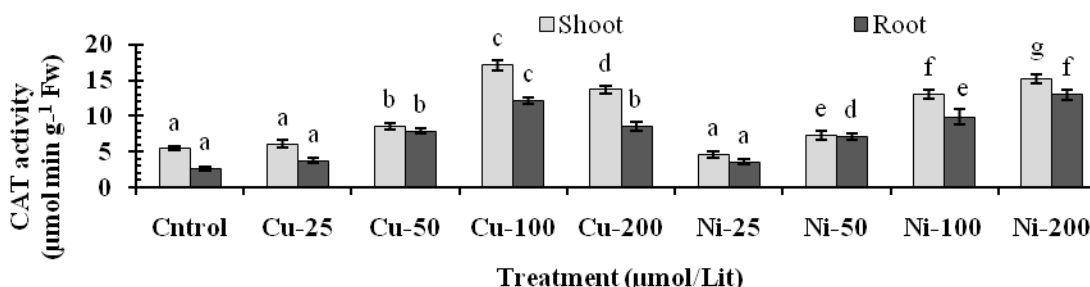 Shoot Root
CAT activity
(µmol min g⁻¹ Fw)
20
15
10
5
0
a a a a b b c c d b a a e d f e g f
Cntrol Cu-25 Cu-50 Cu-100 Cu-200 Ni-25 Ni-50 Ni-100 Ni-200
Treatment (µmol/Lit)